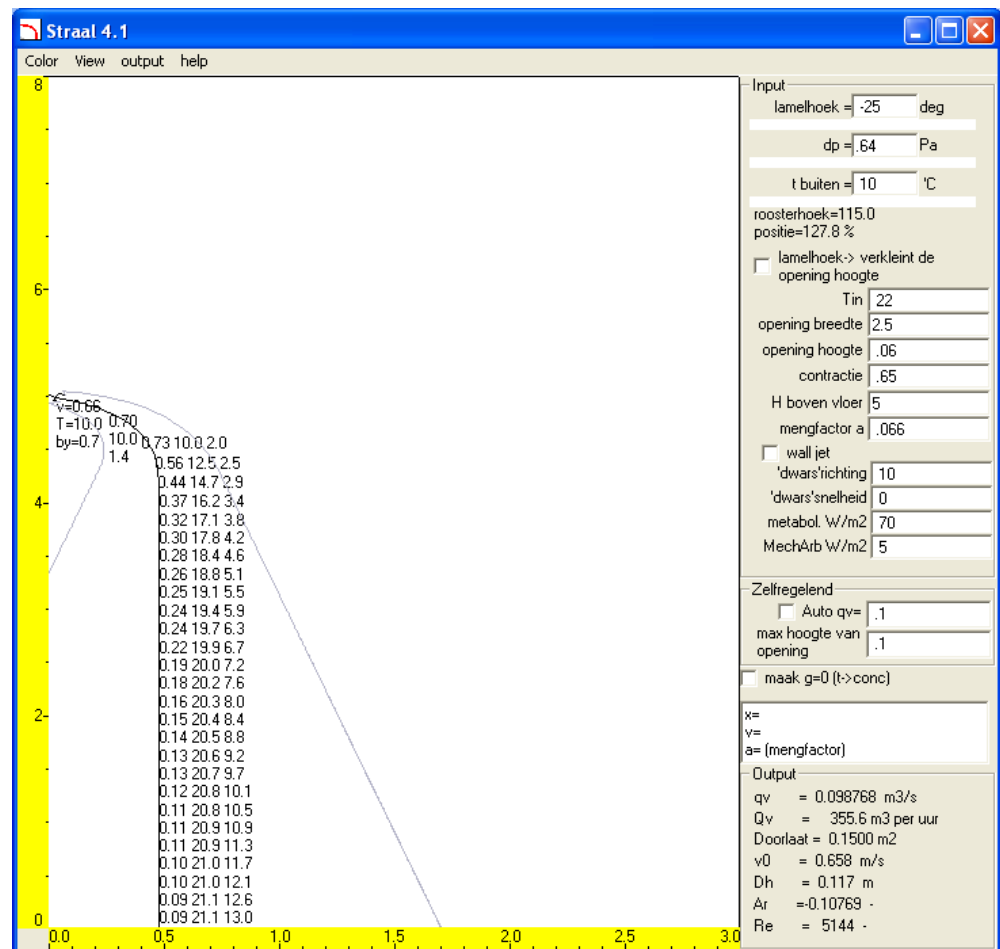 Straal 4.1
Color View output help
8
6
4
2
0
0.0 0,5 1,0 1,5 2,0 2,5 3.0
v=0.66
T=10.0
by=0.7
0.70
10.0
1.4
0.73 10.0 2.0
0.56 12.5 2.5
0.44 14.7 2.9
0.37 16.2 3.4
0.32 17.1 3.8
0.30 17.8 4.2
0.28 18.4 4.6
0.26 18.8 5.1
0.25 19.1 5.5
0.24 19.4 5.9
0.24 19.7 6.3
0.22 19.9 6.7
0.19 20.0 7.2
0.18 20.2 7.6
0.16 20.3 8.0
0.15 20.4 8.4
0.14 20.5 8.8
0.13 20.6 9.2
0.13 20.7 9.7
0.12 20.8 10.1
0.11 20.8 10.5
0.11 20.9 10.9
0.11 20.9 11.3
0.10 21.0 11.7
0.10 21.0 12.1
0.09 21.1 12.6
0.09 21.1 13.0
Input
lamelhoek = -25 deg
dp = .64 Pa
t buiten = 10 'C
roosterhoek=115.0
positie=127.8 %
lamelhoek-> verkleint de
opening hoogte
Tin 22
opening breedte 2.5
opening hoogte .06
contractie .65
H boven vloer 5
mengfactor a .066
wall jet
'dwars'richting 10
'dwars'snelheid 0
metabol. W/m2 70
MechArb W/m2 5
Zelfregelend
Auto qv= .1
max hoogte van
opening .1
maak g=0 (t->conc)
x=
v=
a= (mengfactor)
Output
qv = 0.098768 m3/s
Qv = 355.6 m3 per uur
Doorlaat = 0.1500 m2
v0 = 0.658 m/s
Dh = 0.117 m
Ar =-0.10769 -
Re = 5144 -